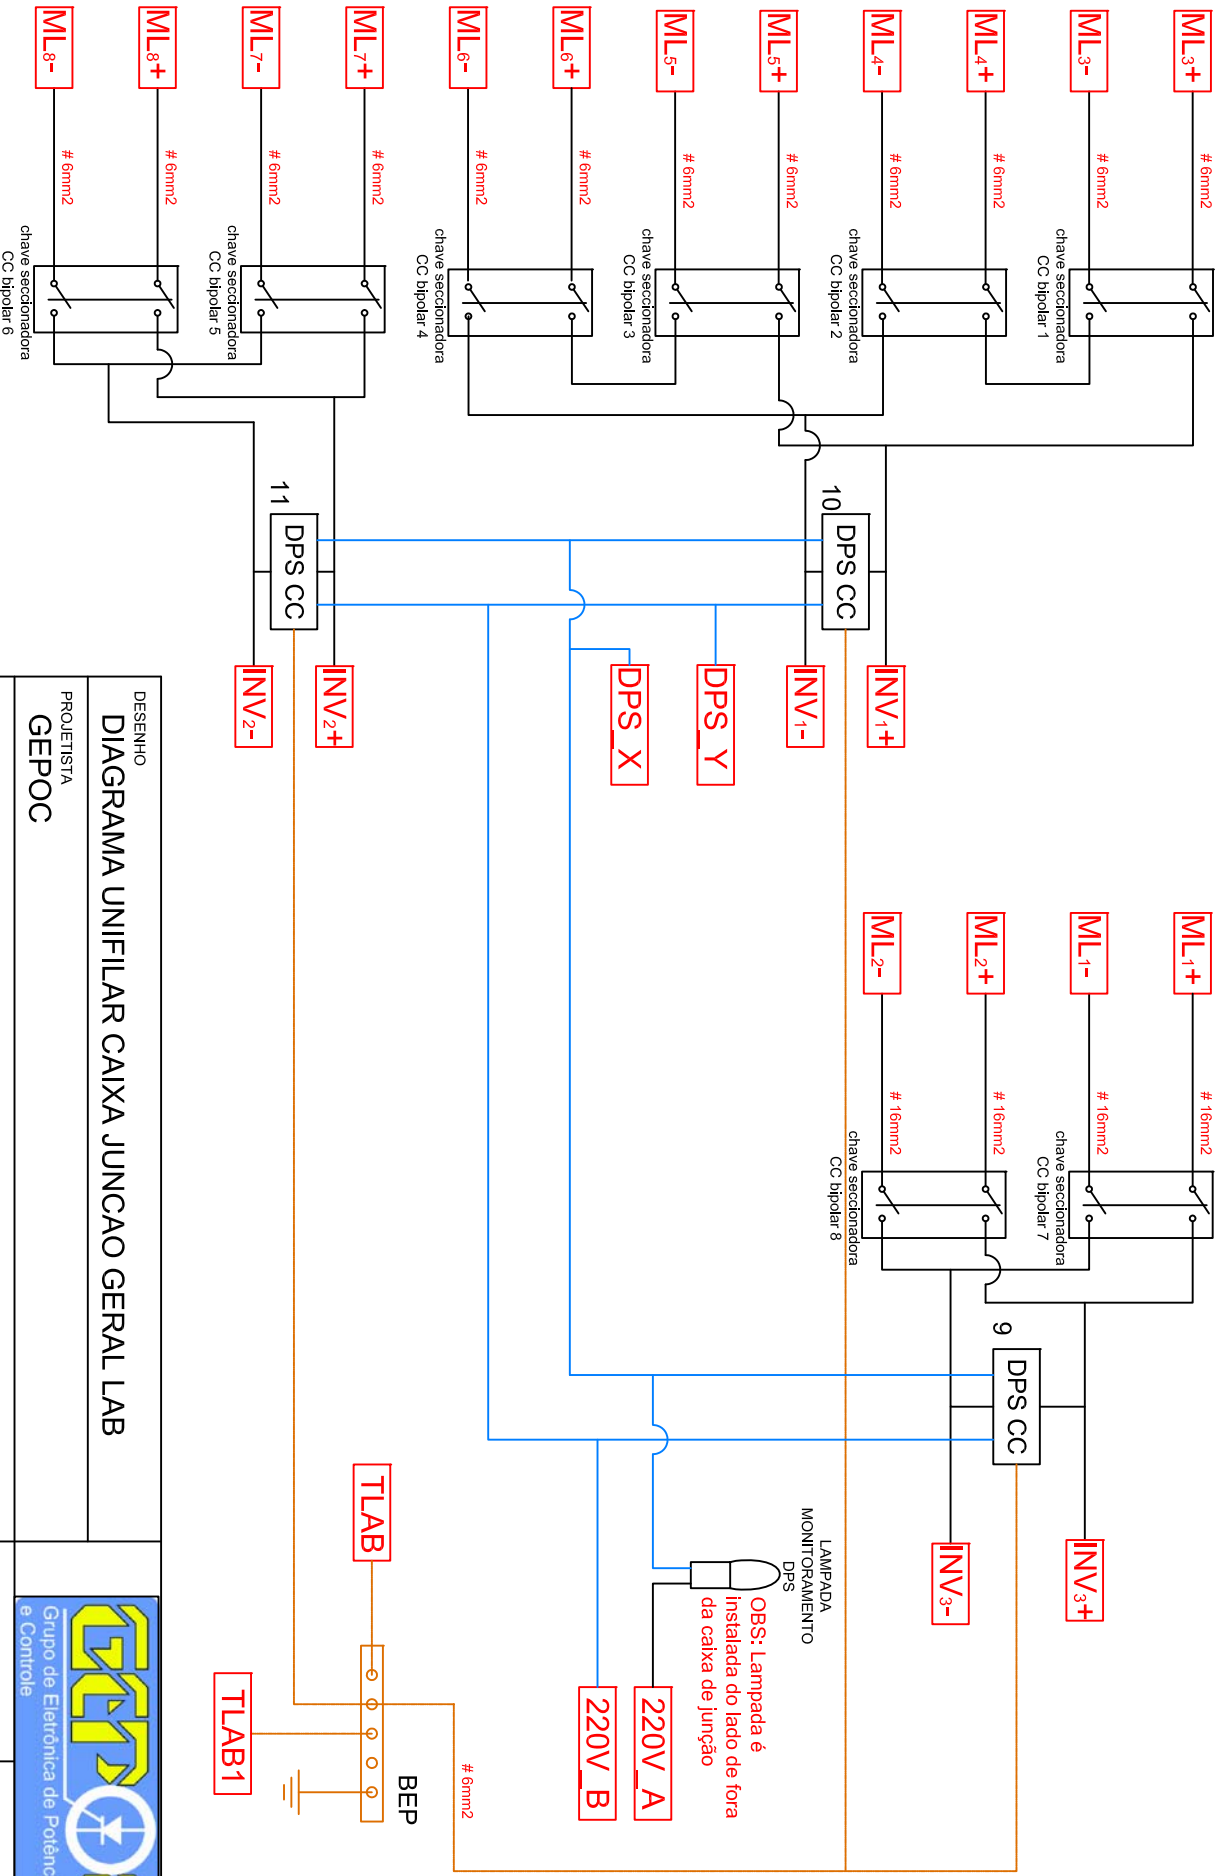 ML3+
# 6mm2
ML3-
# 6mm2
chave seccionadora
CC bipolar 1
ML4+
# 6mm2
ML4-
# 6mm2
chave seccionadora
CC bipolar 2
ML5+
# 6mm2
ML5-
# 6mm2
chave seccionadora
CC bipolar 3
ML6+
# 6mm2
ML6-
# 6mm2
chave seccionadora
CC bipolar 4
ML7+
# 6mm2
ML7-
# 6mm2
chave seccionadora
CC bipolar 5
ML8+
# 6mm2
ML8-
# 6mm2
chave seccionadora
CC bipolar 6
10
DPS CC
INV1+
INV1-
DPS_Y
DPS_X
11
DPS CC
INV2+
INV2-
ML1+
# 16mm2
ML1-
# 16mm2
chave seccionadora
CC bipolar 7
ML2+
# 16mm2
ML2-
# 16mm2
chave seccionadora
CC bipolar 8
9
DPS CC
INV3+
INV3-
LAMPADA
MONITORAMENTO
DPS
OBS: Lampada é
instalada do lado de fora
da caixa de junção
220V_A
220V_B
# 6mm2
BEP
TLAB
TLAB1
DESENHO
DIAGRAMA UNIFILAR CAIXA JUNCAO GERAL LAB
PROJETISTA
GEPOC
Grupo de Eletrônica de Potênc
e Controle